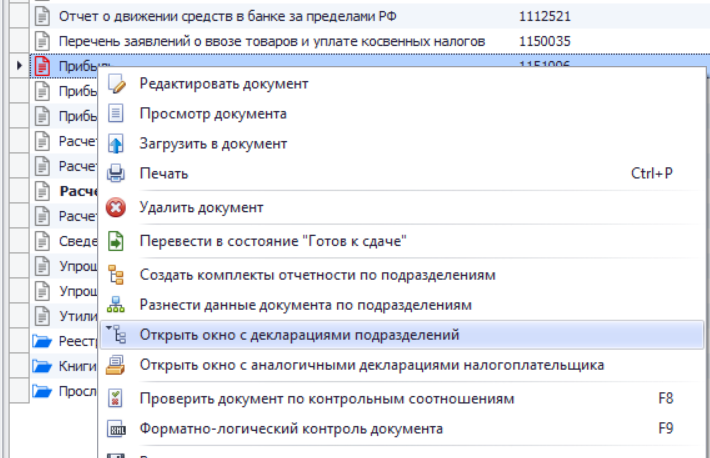 Отчет о движении средств в банке за пределами РФ 1112521
Перечень заявлений о ввозе товаров и уплате косвенных налогов 1150035
Прибыль 1151006
Редактировать документ
Просмотр документа
Загрузить в документ
Печать Ctrl+P
Удалить документ
Перевести в состояние "Готов к сдаче"
Создать комплекты отчетности по подразделениям
Разнести данные документа по подразделениям
Открыть окно с декларациями подразделений
Открыть окно с аналогичными декларациями налогоплательщика
Проверить документ по контрольным соотношениям F8
Форматно-логический контроль документа F9
Прибы
Прибы
Расчет
Расчет
Расче
Расчет
Сведе
Упрощ
Упрощ
Утили
Реестр
Книги
Просл